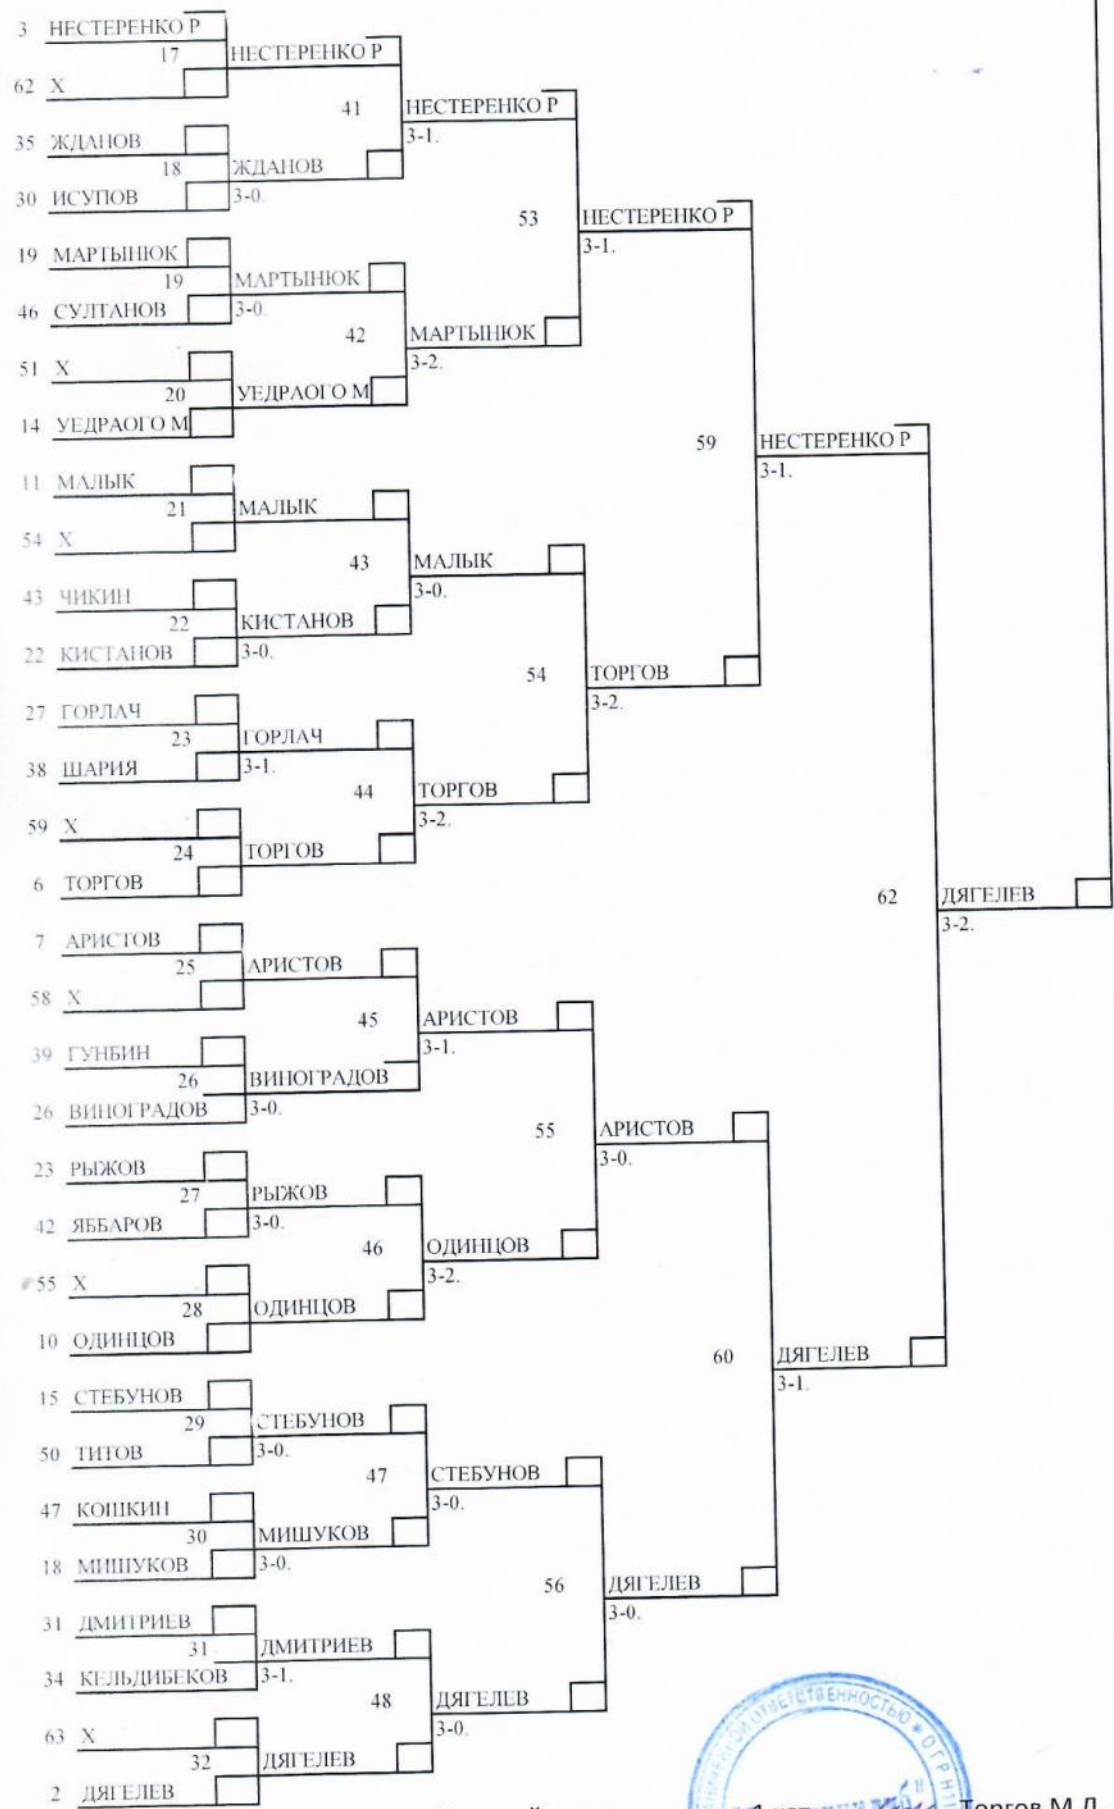 3 НЕСТЕРЕНКО Р
17 НЕСТЕРЕНКО Р
62 X
41 НЕСТЕРЕНКО Р
3-1.
35 ЖДАНОВ
18 ЖДАНОВ
30 ИСУПОВ 3-0.
53 НЕСТЕРЕНКО Р
3-1.
19 МАРТЫНЮК
19 МАРТЫНЮК
46 СУЛТАНОВ 3-0.
42 МАРТЫНЮК
3-2.
51 X
20 УЕДРАОГО М
14 УЕДРАОГО М
59 НЕСТЕРЕНКО Р
3-1.
11 МАЛЫК
21 МАЛЫК
54 X
43 МАЛЫК
3-0.
43 ЧИКИН
22 КИСТАНОВ
22 КИСТАНОВ 3-0.
54 ТОРГОВ
3-2.
27 ГОРЛАЧ
23 ГОРЛАЧ
38 ШАРИЯ 3-1.
44 ТОРГОВ
3-2.
59 X
24 ТОРГОВ
6 ТОРГОВ
62 ДЯГЕЛЕВ
3-2.
7 АРИСТОВ
25 АРИСТОВ
58 X
45 АРИСТОВ
3-1.
39 ГУНБИН
26 ВИНОГРАДОВ
26 ВИНОГРАДОВ 3-0.
55 АРИСТОВ
3-0.
23 РЫЖОВ
27 РЫЖОВ
42 ЯББАРОВ 3-0.
46 ОДИНЦОВ
3-2.
55 X
28 ОДИНЦОВ
10 ОДИНЦОВ
60 ДЯГЕЛЕВ
3-1.
15 СТЕБУНОВ
29 СТЕБУНОВ
50 ТИТОВ 3-0.
47 СТЕБУНОВ
3-0.
47 КОШКИН
30 МИШУКОВ
18 МИШУКОВ 3-0.
56 ДЯГЕЛЕВ
3-0.
31 ДМИТРИЕВ
31 ДМИТРИЕВ
34 КЕЛЬДИБЕКОВ 3-1.
48 ДЯГЕЛЕВ
3-0.
63 X
32 ДЯГЕЛЕВ
2 ДЯГЕЛЕВ
ОТВЕТСТВЕННОСТЬЮ * ОГРН
Торгов М.Д